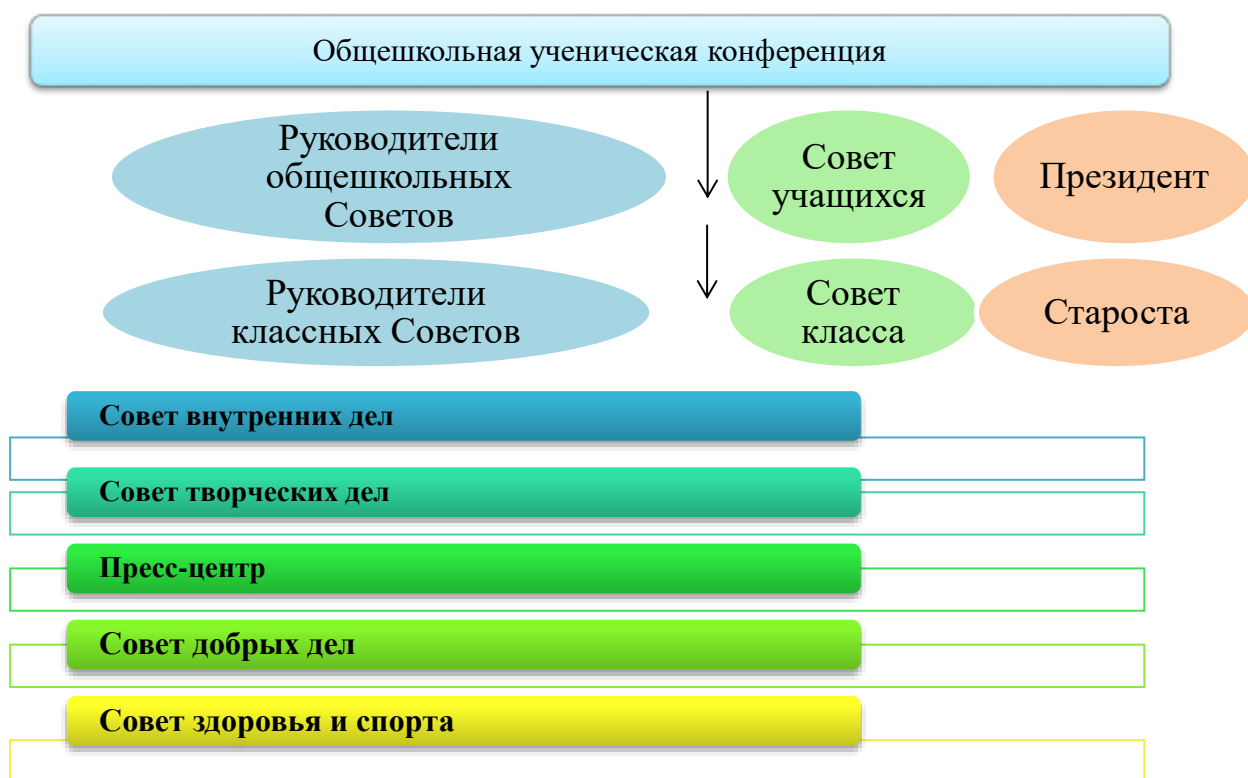 Общешкольная ученическая конференция
Руководители
общешкольных
Советов
Совет
учащихся
Президент
Руководители
классных Советов
Совет
класса
Староста
Совет внутренних дел
Совет творческих дел
Пресс-центр
Совет добрых дел
Совет здоровья и спорта